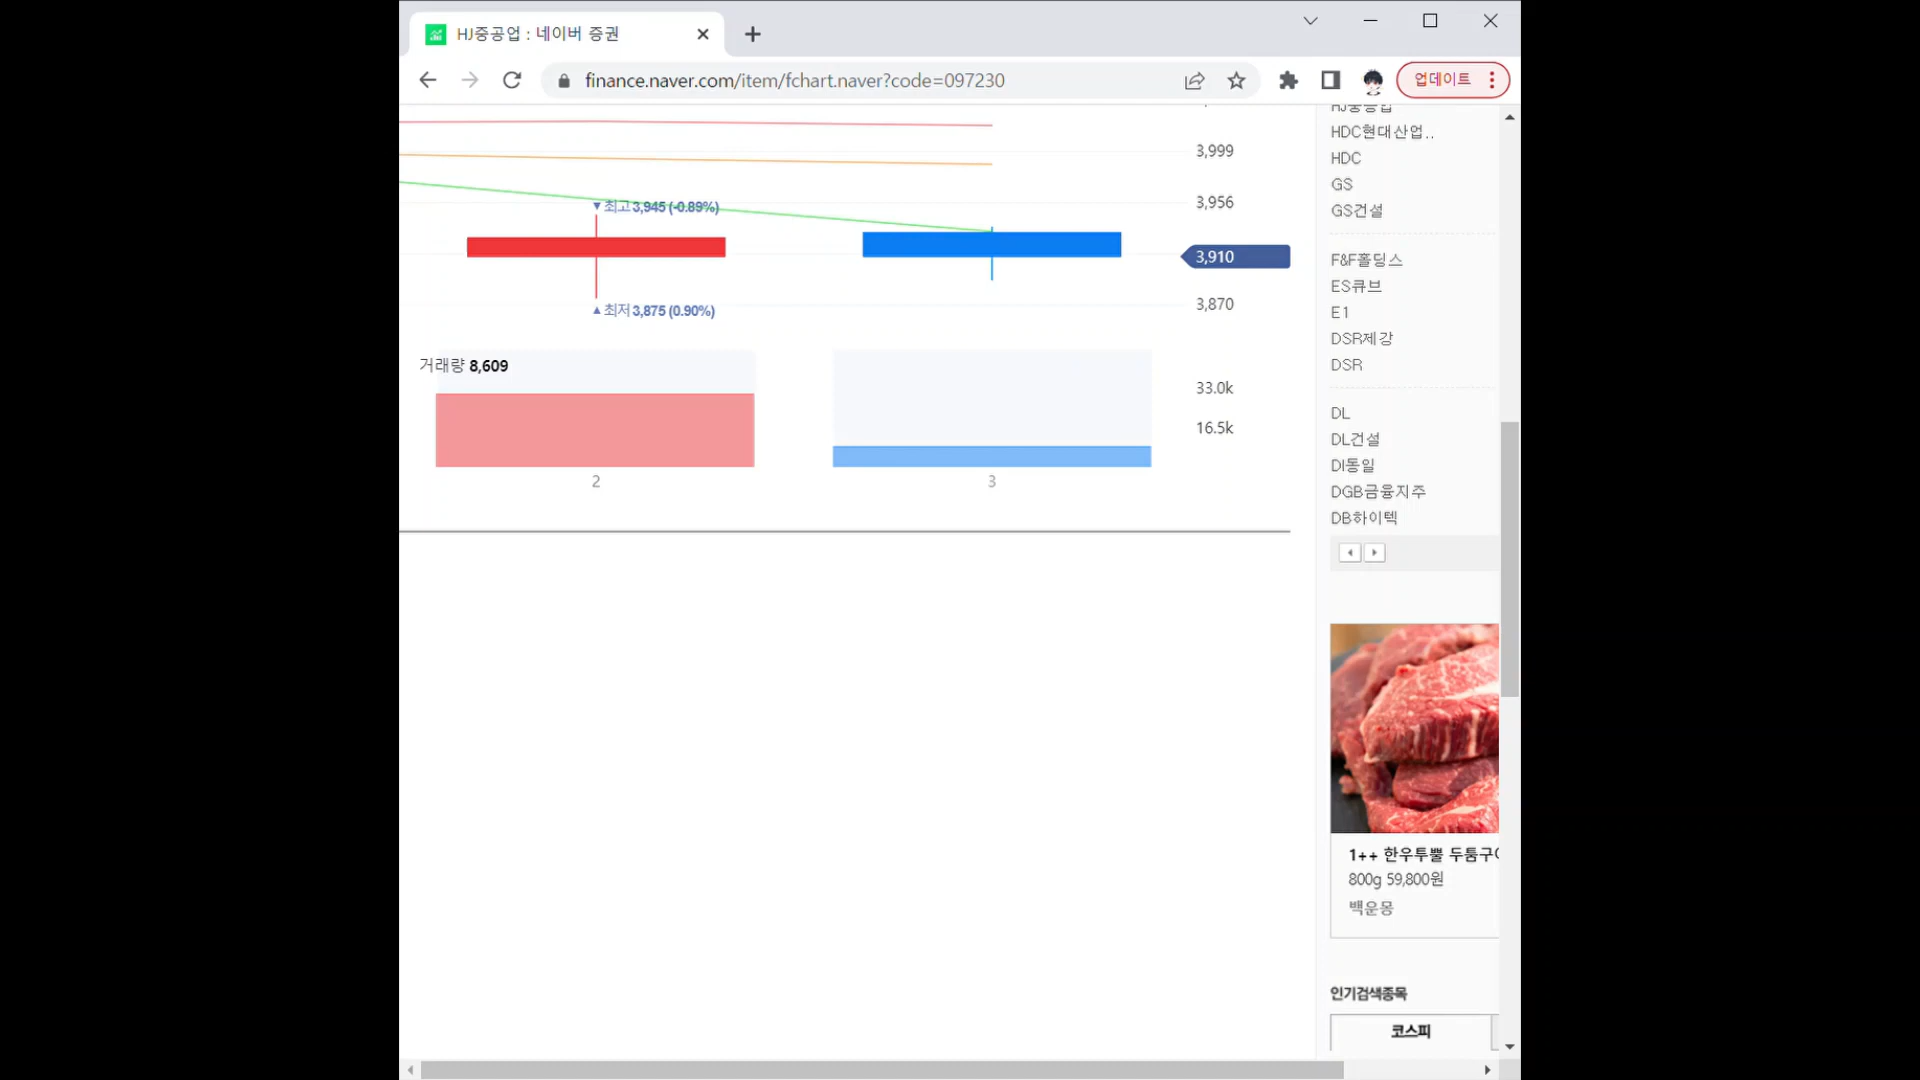 HJ중공업 : 네이버 증권
finance.naver.com/item/fchart.naver?code=097230
업데이트
3,999
3,956
3,910
3,870
최고 3,945 (-0.89%)
최저 3,875 (0.90%)
거래량 8,609
33.0k
16.5k
2
3
HJ중공업
HDC현대산업..
HDC
GS
GS건설
F&F홀딩스
ES큐브
E1
DSR제강
DSR
DL
DL건설
DI동일
DGB금융지주
DB하이텍
1++ 한우투뿔 두툼구
800g 59,800원
백운몽
인기검색종목
코스피